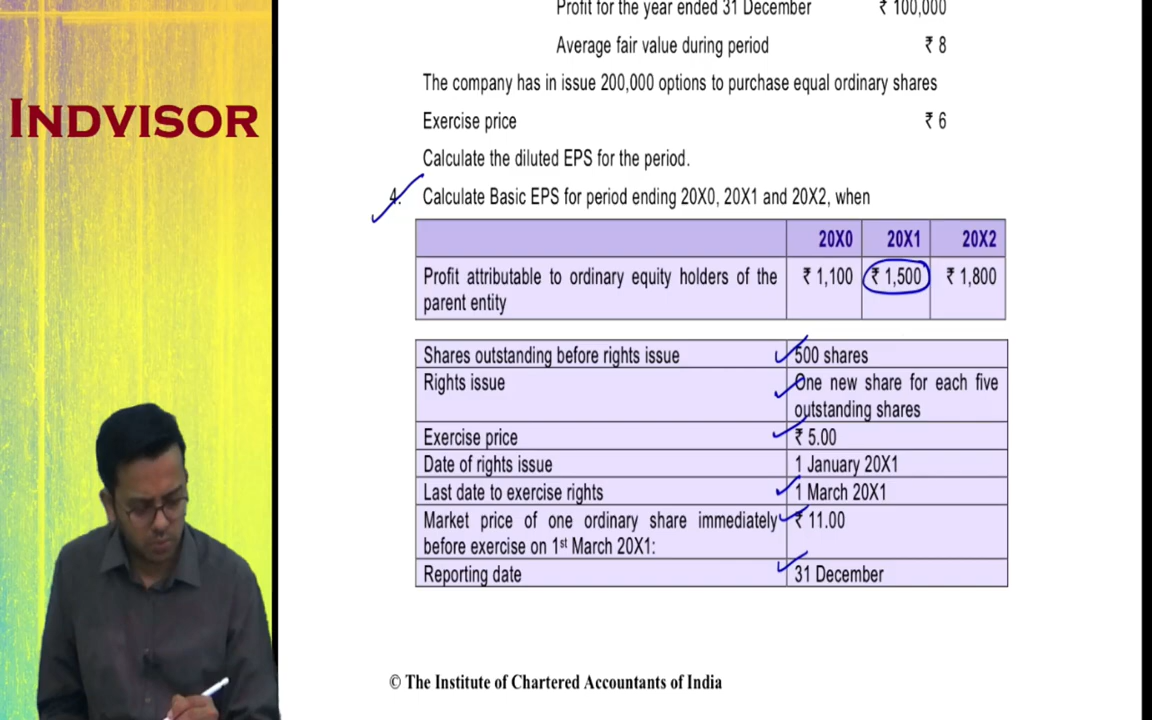 INDVISOR
Profit for the year ended 31 December ₹ 100,000
Average fair value during period ₹ 8
The company has in issue 200,000 options to purchase equal ordinary shares
Exercise price ₹ 6
Calculate the diluted EPS for the period.
4. Calculate Basic EPS for period ending 20X0, 20X1 and 20X2, when
20X0 20X1 20X2
Profit attributable to ordinary equity holders of the ₹ 1,100 ₹ 1,500 ₹ 1,800
parent entity
Shares outstanding before rights issue 500 shares
Rights issue One new share for each five
outstanding shares
Exercise price ₹ 5.00
Date of rights issue 1 January 20X1
Last date to exercise rights 1 March 20X1
Market price of one ordinary share immediately ₹ 11.00
before exercise on 1st March 20X1:
Reporting date 31 December
© The Institute of Chartered Accountants of India